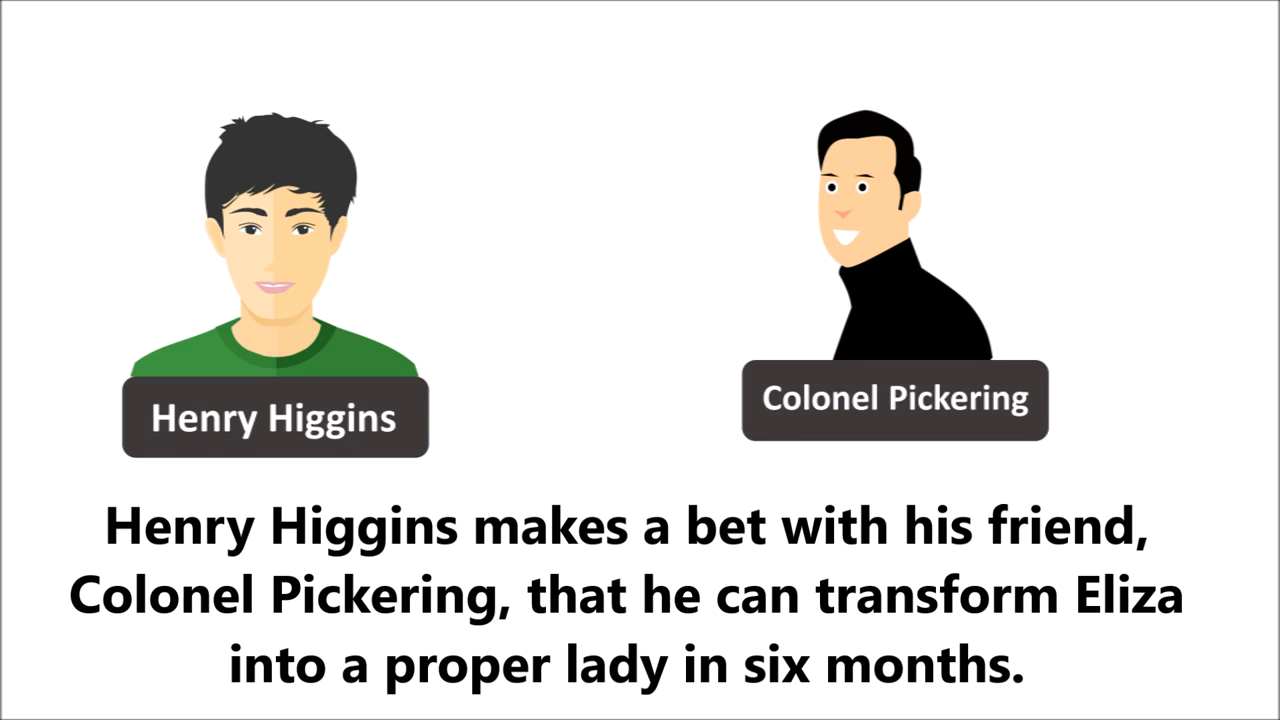 Henry Higgins
Colonel Pickering
Henry Higgins makes a bet with his friend,
Colonel Pickering, that he can transform Eliza
into a proper lady in six months.